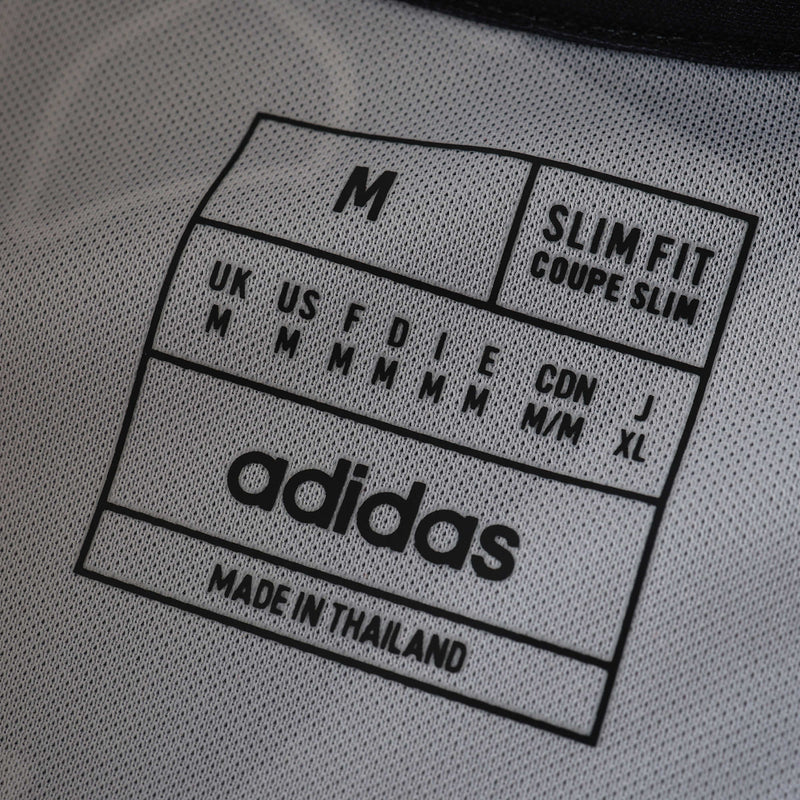 M
SLIM FIT
COUPE SLIM
UK US F D I E CDN J
M M M M M M M/M XL
adidas
MADE IN THAILAND